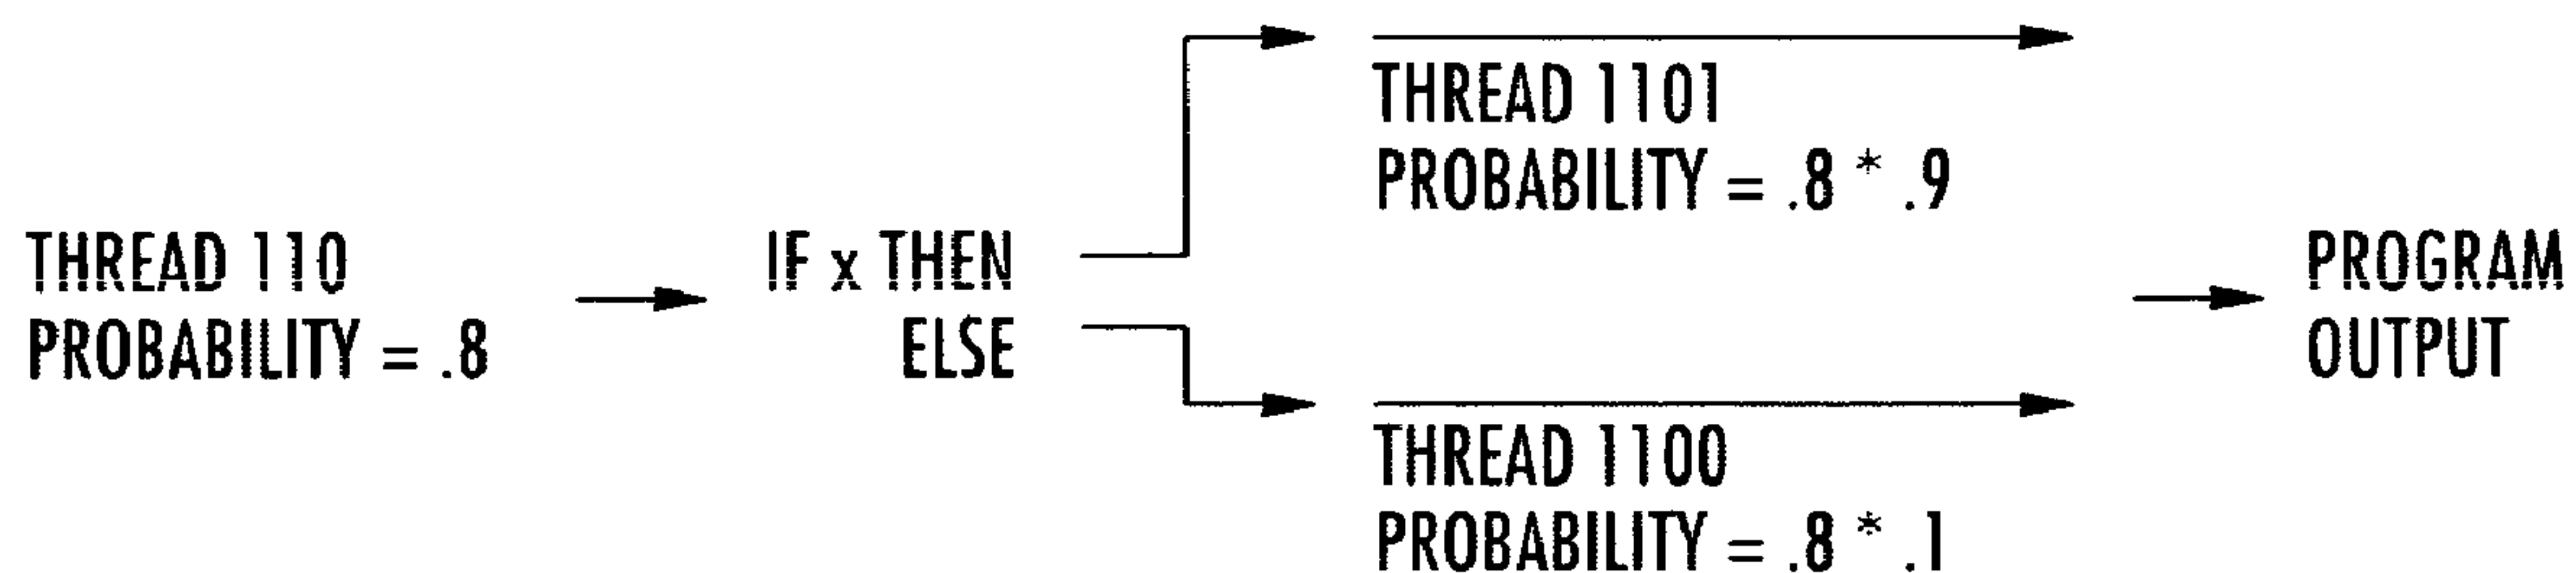 THREAD 110
PROBABILITY = .8
IF x THEN
ELSE
THREAD 1101
PROBABILITY = .8 * .9
THREAD 1100
PROBABILITY = .8 * .1
PROGRAM
OUTPUT